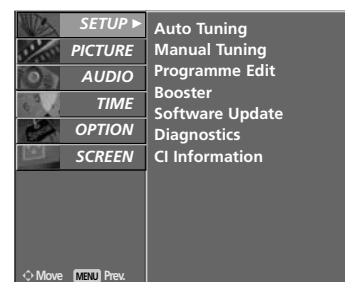 SETUP ►
PICTURE
AUDIO
TIME
OPTION
SCREEN
Auto Tuning
Manual Tuning
Programme Edit
Booster
Software Update
Diagnostics
CI Information
Move MENU Prev.